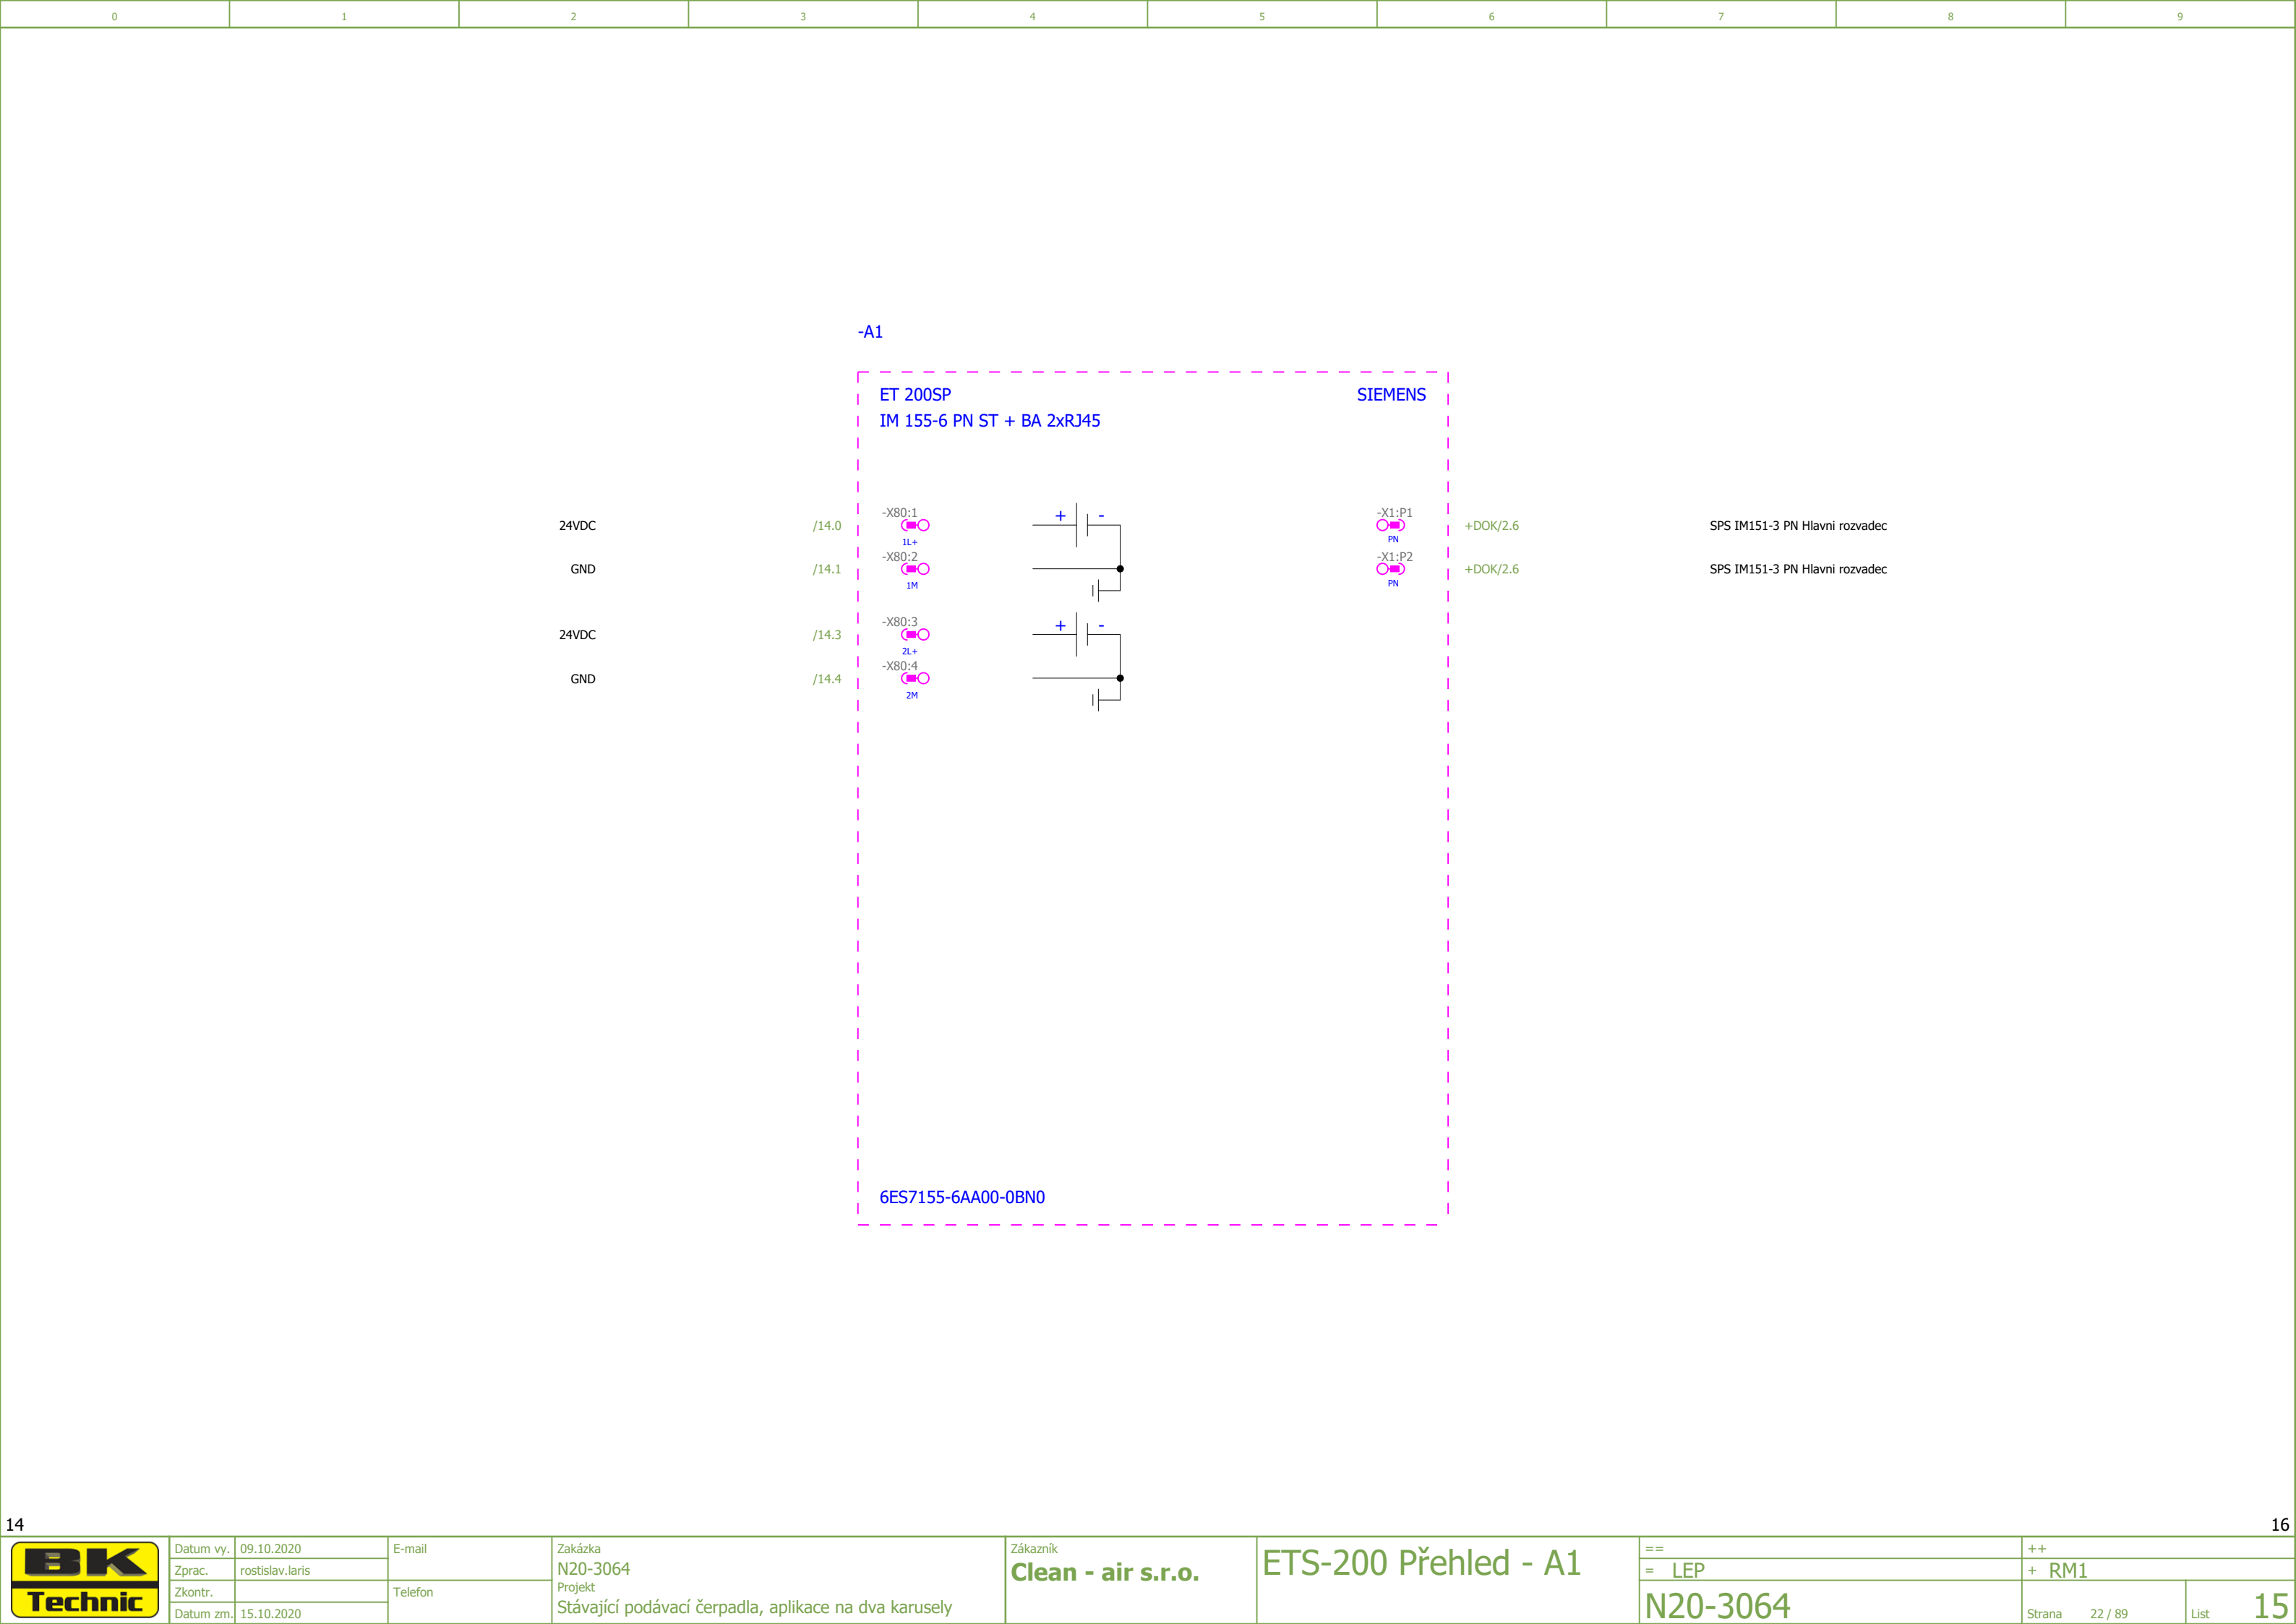 0 1 2 3 4 5 6 7 8 9
-A1
ET 200SP SIEMENS
IM 155-6 PN ST + BA 2xRJ45
24VDC /14.0 -X80:1 + - -X1:P1 +DOK/2.6 SPS IM151-3 PN Hlavni rozvadec
1L+ PN
GND /14.1 -X80:2 -X1:P2 +DOK/2.6 SPS IM151-3 PN Hlavni rozvadec
1M PN
24VDC /14.3 -X80:3 + -
2L+
GND /14.4 -X80:4
2M
6ES7155-6AA00-0BN0
14 16
BK Technic
Datum vy. 09.10.2020
Zprac. rostislav.laris
Zkontr.
Datum zm. 15.10.2020
E-mail
Telefon
Zakázka
N20-3064
Projekt
Stávající podávací čerpadla, aplikace na dva karusely
Zákazník
Clean - air s.r.o.
ETS-200 Přehled - A1
==
= LEP
N20-3064
++
+ RM1
Strana 22 / 89
List 15